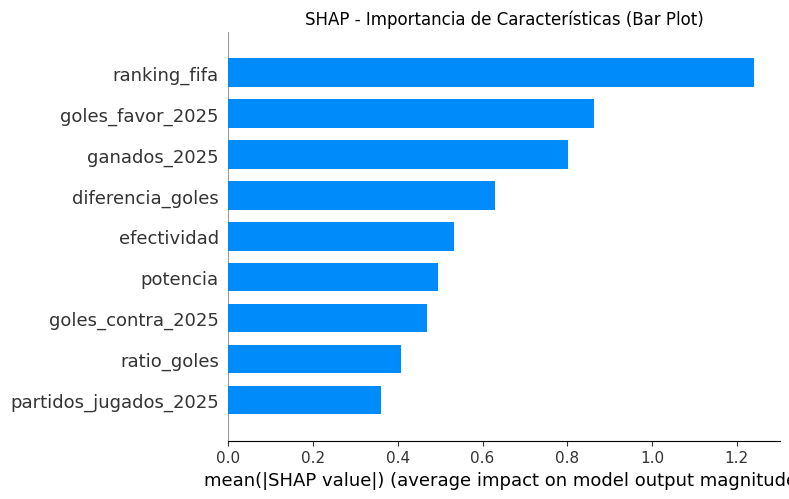 SHAP - Importancia de Características (Bar Plot)
ranking_fifa
goles_favor_2025
ganados_2025
diferencia_goles
efectividad
potencia
goles_contra_2025
ratio_goles
partidos_jugados_2025
0.0 0.2 0.4 0.6 0.8 1.0 1.2
mean(|SHAP value|) (average impact on model output magnitude